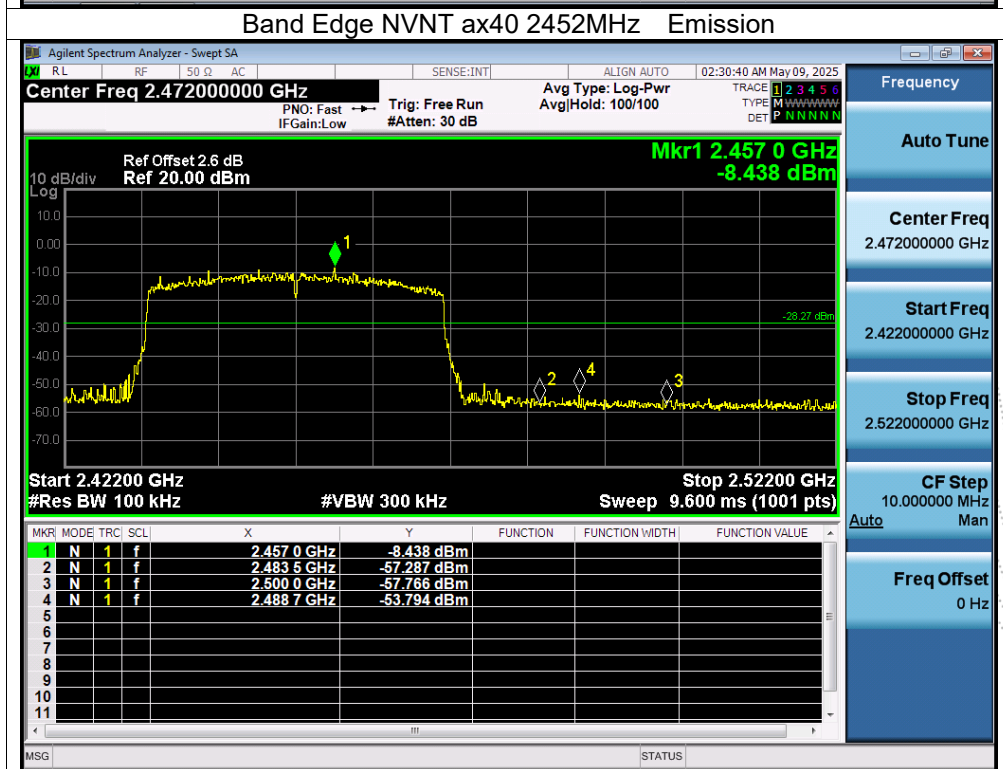 Band Edge NVNT ax40 2452MHz Emission
Agilent Spectrum Analyzer - Swept SA
LXI RL RF 50 Ω AC SENSE:INT ALIGN AUTO 02:30:40 AM May 09, 2025
Center Freq 2.472000000 GHz
PNO: Fast
IFGain:Low
Trig: Free Run
#Atten: 30 dB
Avg Type: Log-Pwr
Avg|Hold: 100/100
TRACE 1 2 3 4 5 6
TYPE M WWWWW
DET P N N N N N
Ref Offset 2.6 dB
Ref 20.00 dBm
10 dB/div
Log
Mkr1 2.457 0 GHz
-8.438 dBm
10.0
0.00
-10.0
-20.0
-30.0
-40.0
-50.0
-60.0
-70.0
1
-28.27 dBm
2
4
3
Start 2.42200 GHz Stop 2.52200 GHz
#Res BW 100 kHz #VBW 300 kHz Sweep 9.600 ms (1001 pts)
MKR MODE TRC SCL X Y FUNCTION FUNCTION WIDTH FUNCTION VALUE
1 N 1 f 2.457 0 GHz -8.438 dBm
2 N 1 f 2.483 5 GHz -57.287 dBm
3 N 1 f 2.500 0 GHz -57.766 dBm
4 N 1 f 2.488 7 GHz -53.794 dBm
5
6
7
8
9
10
11
MSG STATUS
Frequency
Auto Tune
Center Freq
2.472000000 GHz
Start Freq
2.422000000 GHz
Stop Freq
2.522000000 GHz
CF Step
10.000000 MHz
Auto Man
Freq Offset
0 Hz